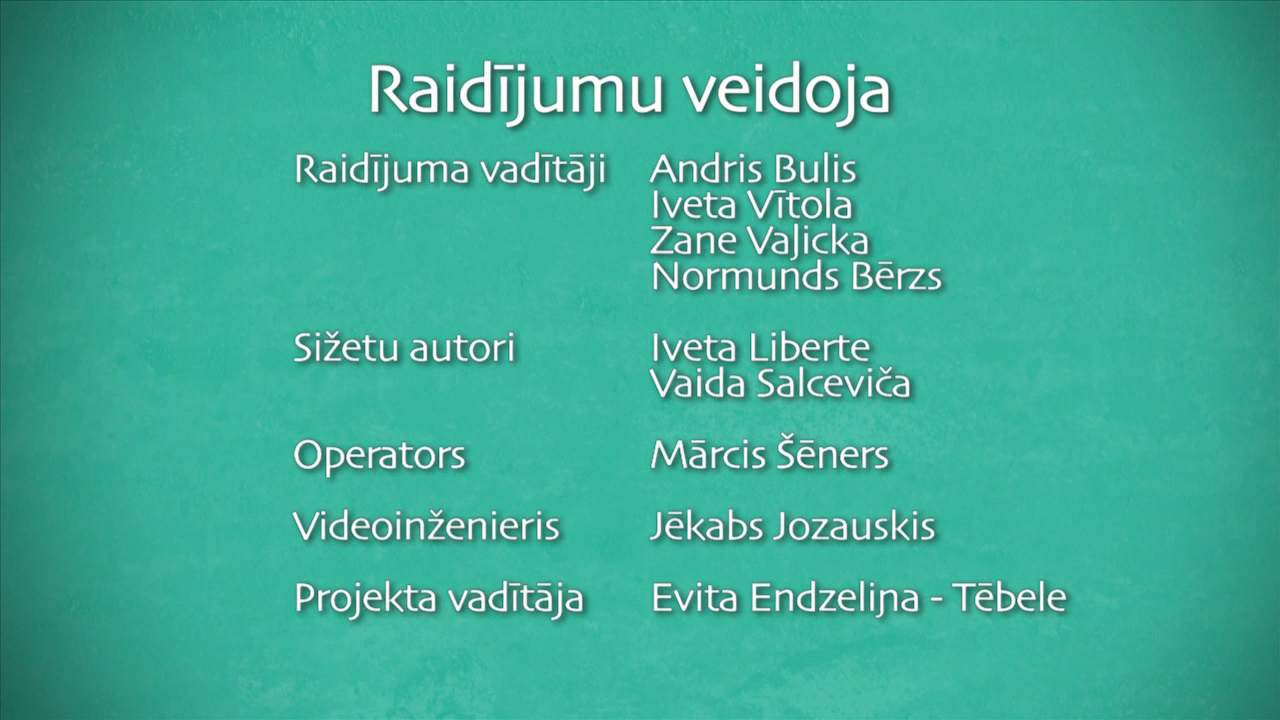 Raidījumu veidoja
Raidījuma vadītāji Andris Bulis
Iveta Vītola
Zane Vaļicka
Normunds Bērzs
Sižetu autori Iveta Liberte
Vaida Salceviča
Operators Mārcis Šēners
Videoinženieris Jēkabs Jozauskis
Projekta vadītāja Evita Endzeliņa - Tēbele